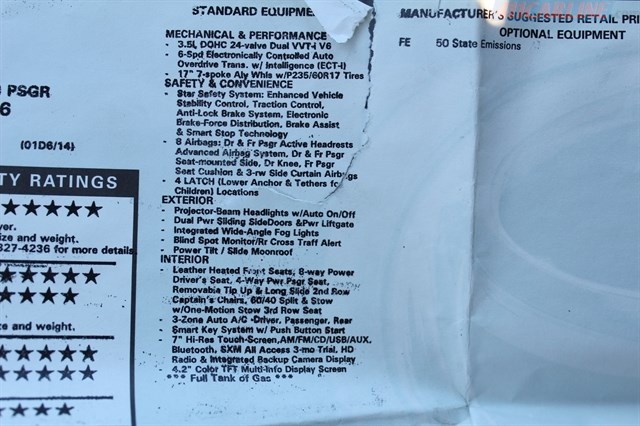 STANDARD EQUIPME
MECHANICAL & PERFORMANCE
- 3.5L DOHC 24-valve Dual VVT-i V6
- 6-Spd Electronically Controlled Auto
Overdrive Trans. w/ Intelligence (ECT-i)
- 17" 7-spoke Aly Whls w/P235/60R17 Tires
SAFETY & CONVENIENCE
- Star Safety System: Enhanced Vehicle
Stability Control, Traction Control,
Anti-Lock Brake System, Electronic
Brake-Force Distribution, Brake Assist
& Smart Stop Technology
- 8 Airbags: Dr & Fr Psgr Active Headrests
Advanced Airbag System, Dr & Fr Psgr
Seat-mounted Side, Dr Knee, Fr Psgr
Seat Cushion & 3-rw Side Curtain Airbags
- 4 LATCH (Lower Anchor & Tethers fo
Children) Locations
EXTERIOR
- Projector-Beam Headlights w/Auto On/Off
- Dual Pwr Sliding SideDoors &Pwr Liftgate
- Integrated Wide-Angle Fog Lights
- Blind Spot Monitor/Rr Cross Traff Alert
- Power Tilt / Slide Moonroof
INTERIOR
- Leather Heated Front Seats, 8-way Power
Driver's Seat, 4-Way Pwr Psgr Seat,
Removable Tip Up & Long Slide 2nd Row
Captain's Chairs, 60/40 Split & Stow
w/One-Motion Stow 3rd Row Seat
- 3-Zone Auto A/C -Driver, Passenger, Rear
- Smart Key System w/ Push Button Start
- 7" Hi-Res Touch-Screen,AM/FM/CD/USB/AUX,
Bluetooth, SXM All Access 3-mo Trial, HD
Radio & Integrated Backup Camera Display
- 4.2" Color TFT Multi-Info Display Screen
*** Full Tank of Gas ***
MANUFACTURER'S SUGGESTED RETAIL PRI
OPTIONAL EQUIPMENT
FE 50 State Emissions
PSGR
6
(01D6/14)
TY RATINGS
★★★★★
ver.
ize and weight.
327-4236 for more details
★★★★★
★★★★
ze and weight.
★★★★★
★★★★★
★★★★